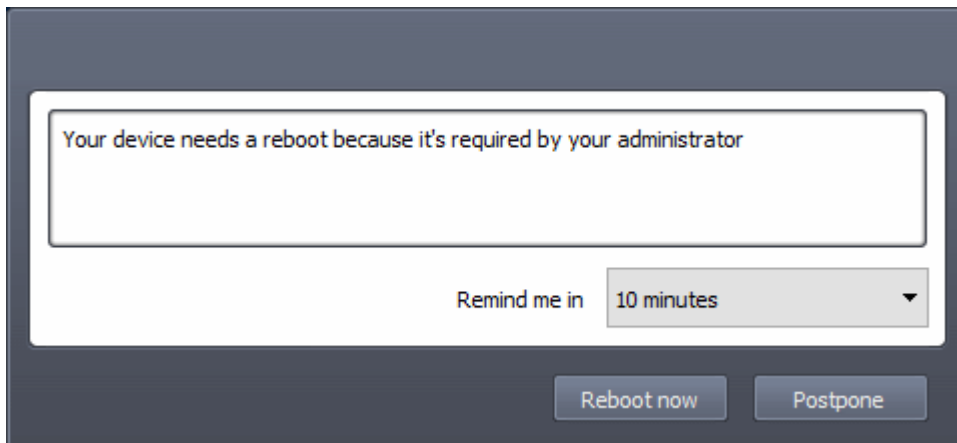 Your device needs a reboot because it's required by your administrator
Remind me in 10 minutes
Reboot now Postpone